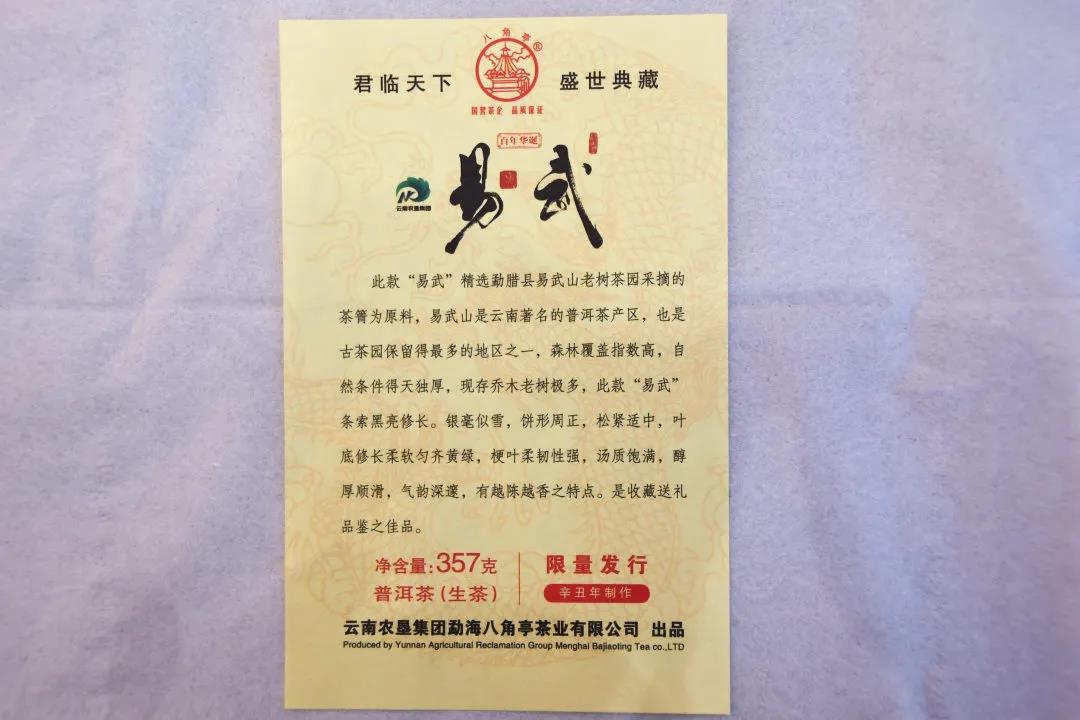 八角亭®
君临天下
盛世典藏
国营茶企 品质保证
百年华诞
易武
云南农垦集团
此款“易武”精选勐腊县易武山老树茶园采摘的
茶箐为原料，易武山是云南著名的普洱茶产区，也是
古茶园保留得最多的地区之一，森林覆盖指数高，自
然条件得天独厚，现存乔木老树极多，此款“易武”
条索黑亮修长。银毫似雪，饼形周正，松紧适中，叶
底修长柔软匀齐黄绿，梗叶柔韧性强，汤质饱满，醇
厚顺滑，气韵深邃，有越陈越香之特点。是收藏送礼
品鉴之佳品。
净含量:357克
普洱茶(生茶)
限量发行
辛丑年制作
云南农垦集团勐海八角亭茶业有限公司 出品
Produced by Yunnan Agricultural Reclamation Group Menghai Bajiaoting Tea co.,LTD